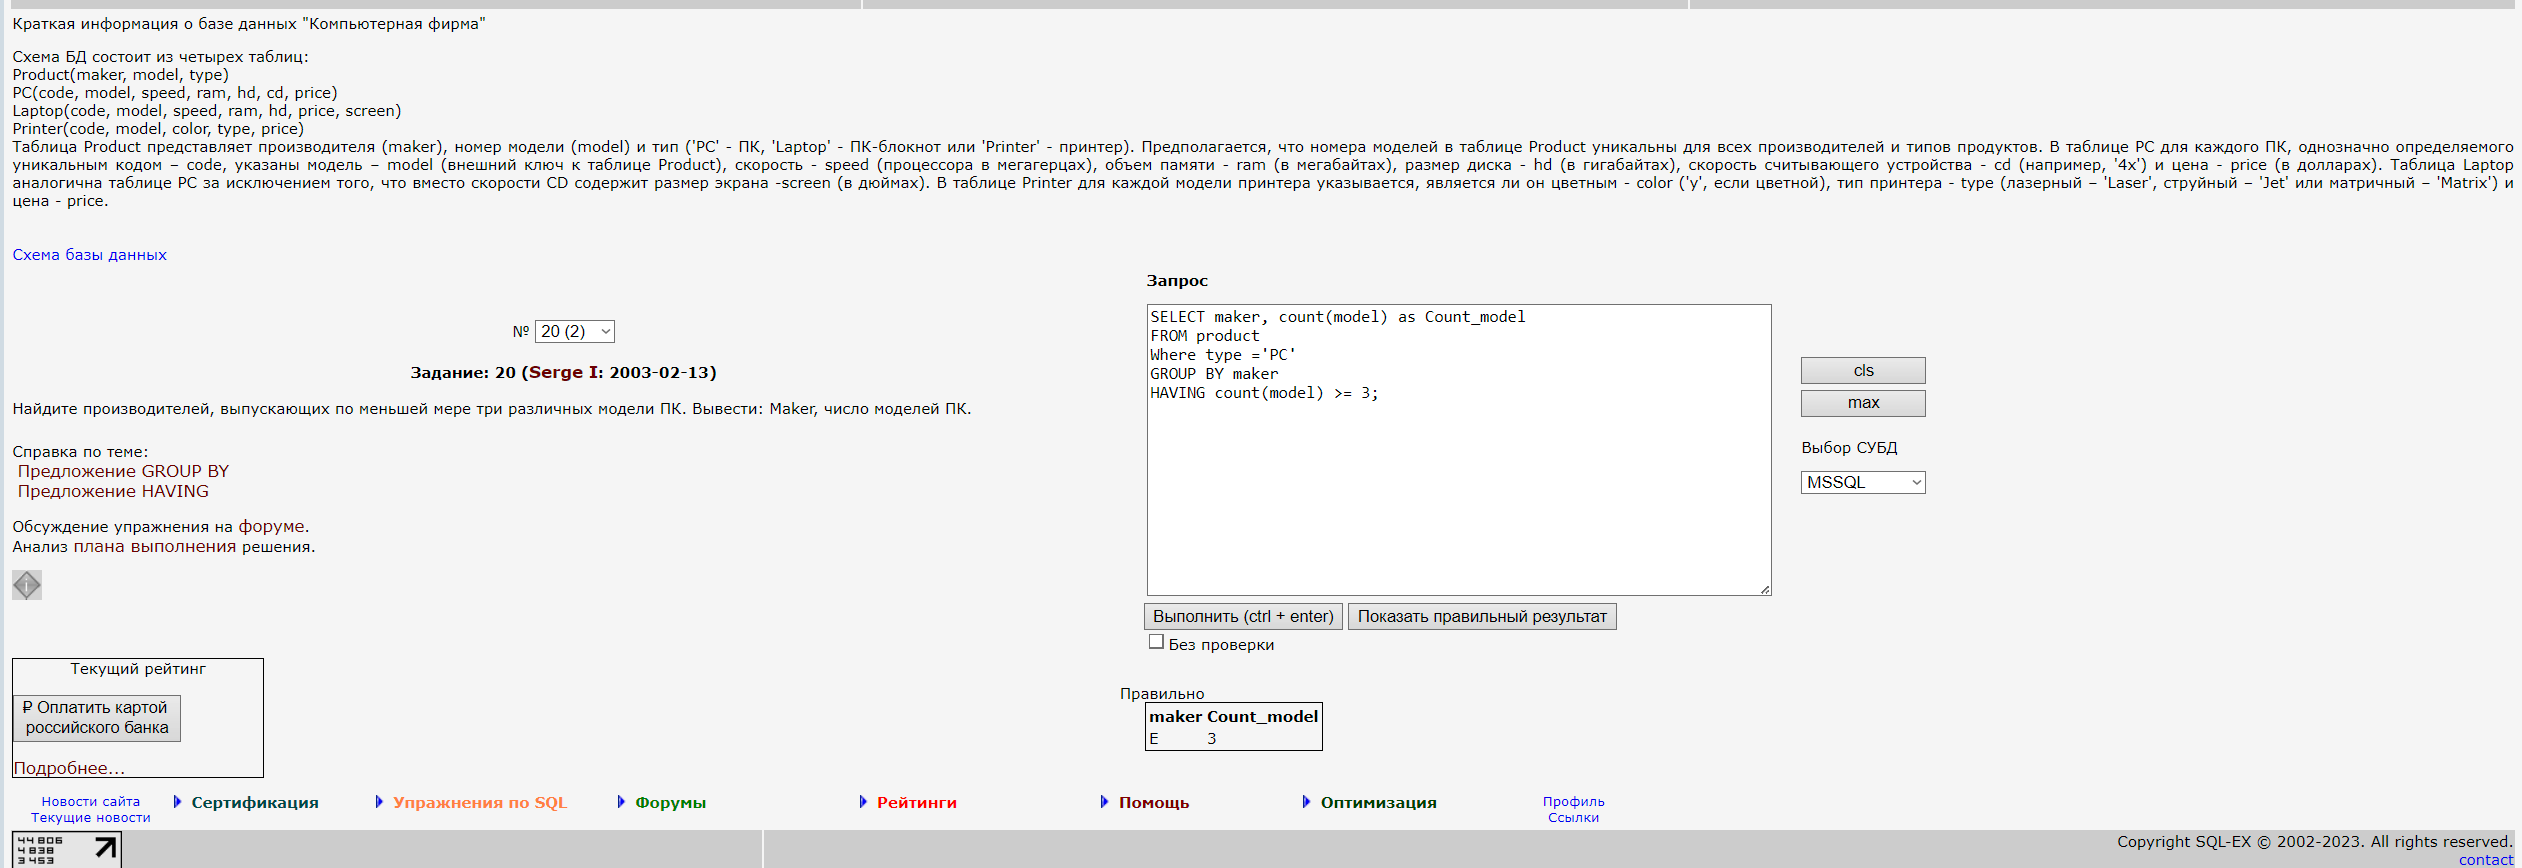 Краткая информация о базе данных "Компьютерная фирма"
Схема БД состоит из четырех таблиц:
Product(maker, model, type)
PC(code, model, speed, ram, hd, cd, price)
Laptop(code, model, speed, ram, hd, price, screen)
Printer(code, model, color, type, price)
Таблица Product представляет производителя (maker), номер модели (model) и тип ('PC' - ПК, 'Laptop' - ПК-блокнот или 'Printer' - принтер). Предполагается, что номера моделей в таблице Product уникальны для всех производителей и типов продуктов. В таблице PC для каждого ПК, однозначно определяемого
уникальным кодом – code, указаны модель – model (внешний ключ к таблице Product), скорость - speed (процессора в мегагерцах), объем памяти - ram (в мегабайтах), размер диска - hd (в гигабайтах), скорость считывающего устройства - cd (например, '4x') и цена - price (в долларах). Таблица Laptop
аналогична таблице РС за исключением того, что вместо скорости CD содержит размер экрана -screen (в дюймах). В таблице Printer для каждой модели принтера указывается, является ли он цветным - color ('y', если цветной), тип принтера - type (лазерный – 'Laser', струйный – 'Jet' или матричный – 'Matrix') и
цена - price.
Схема базы данных
№ 20 (2)
Задание: 20 (Serge I: 2003-02-13)
Найдите производителей, выпускающих по меньшей мере три различных модели ПК. Вывести: Maker, число моделей ПК.
Справка по теме:
Предложение GROUP BY
Предложение HAVING
Обсуждение упражнения на форуме.
Анализ плана выполнения решения.
Запрос
SELECT maker, count(model) as Count_model
FROM product
Where type ='PC'
GROUP BY maker
HAVING count(model) >= 3;
cls
max
Выбор СУБД
MSSQL
Выполнить (ctrl + enter) Показать правильный результат
Без проверки
Текущий рейтинг
₽ Оплатить картой
российского банка
Подробнее...
Правильно
maker Count_model
E 3
Новости сайта
Текущие новости
Сертификация
Упражнения по SQL
Форумы
Рейтинги
Помощь
Оптимизация
Профиль
Ссылки
44806
4838
3453
Copyright SQL-EX © 2002-2023. All rights reserved.
contact